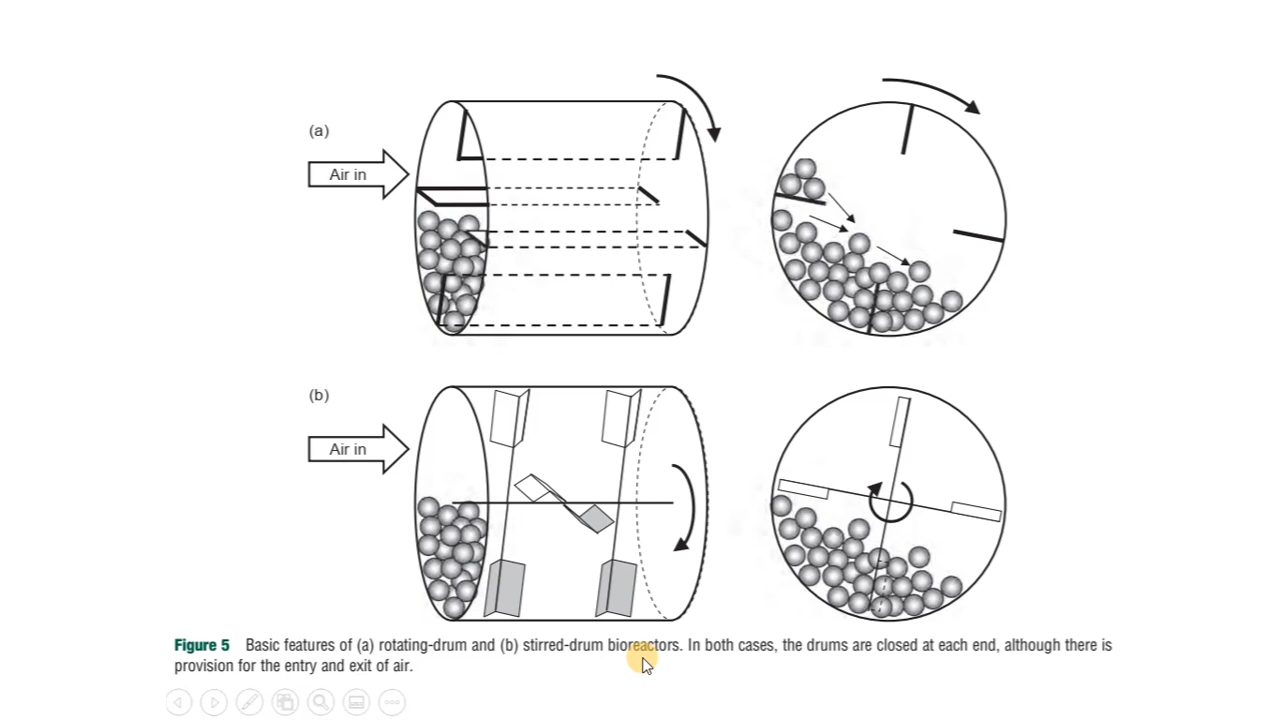 (a)
Air in
(b)
Air in
Figure 5 Basic features of (a) rotating-drum and (b) stirred-drum bioreactors. In both cases, the drums are closed at each end, although there is
provision for the entry and exit of air.